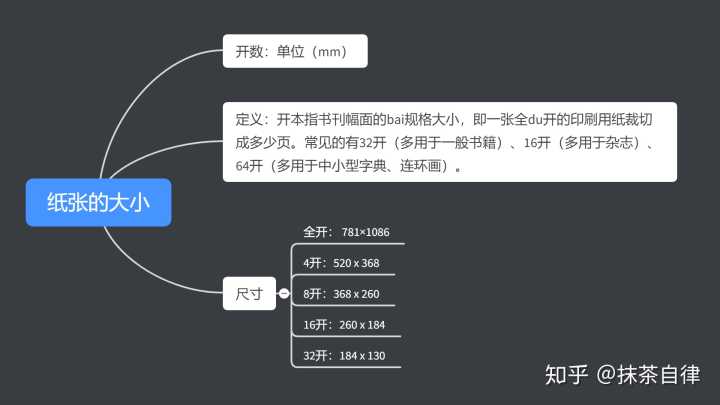 开数：单位（mm）
定义：开本指书刊幅面的bai规格大小，即一张全du开的印刷用纸裁切
成多少页。常见的有32开（多用于一般书籍）、16开（多用于杂志）、
64开（多用于中小型字典、连环画）。
纸张的大小
尺寸
全开： 781×1086
4开：520 x 368
8开：368 x 260
16开：260 x 184
32开：184 x 130
知乎 @抹茶自律